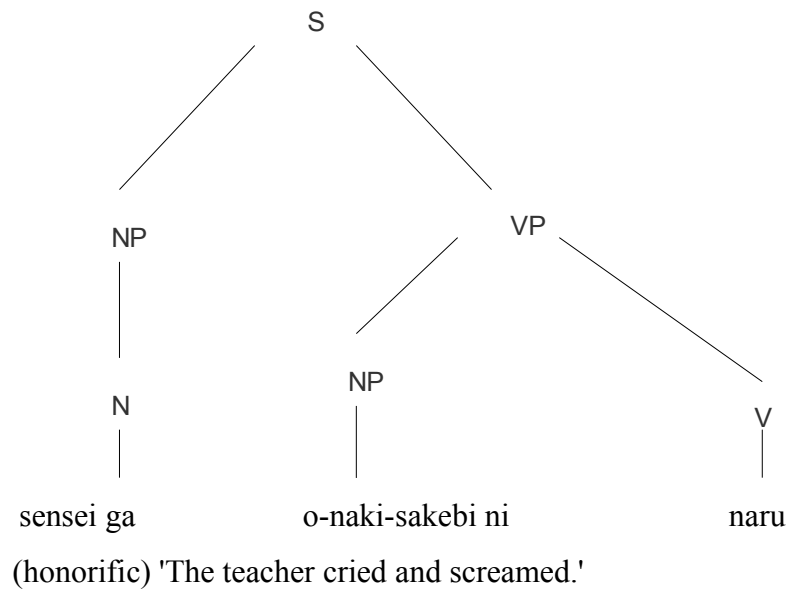 S
NP VP
NP
N V
sensei ga o-naki-sakebi ni naru
(honorific) 'The teacher cried and screamed.'